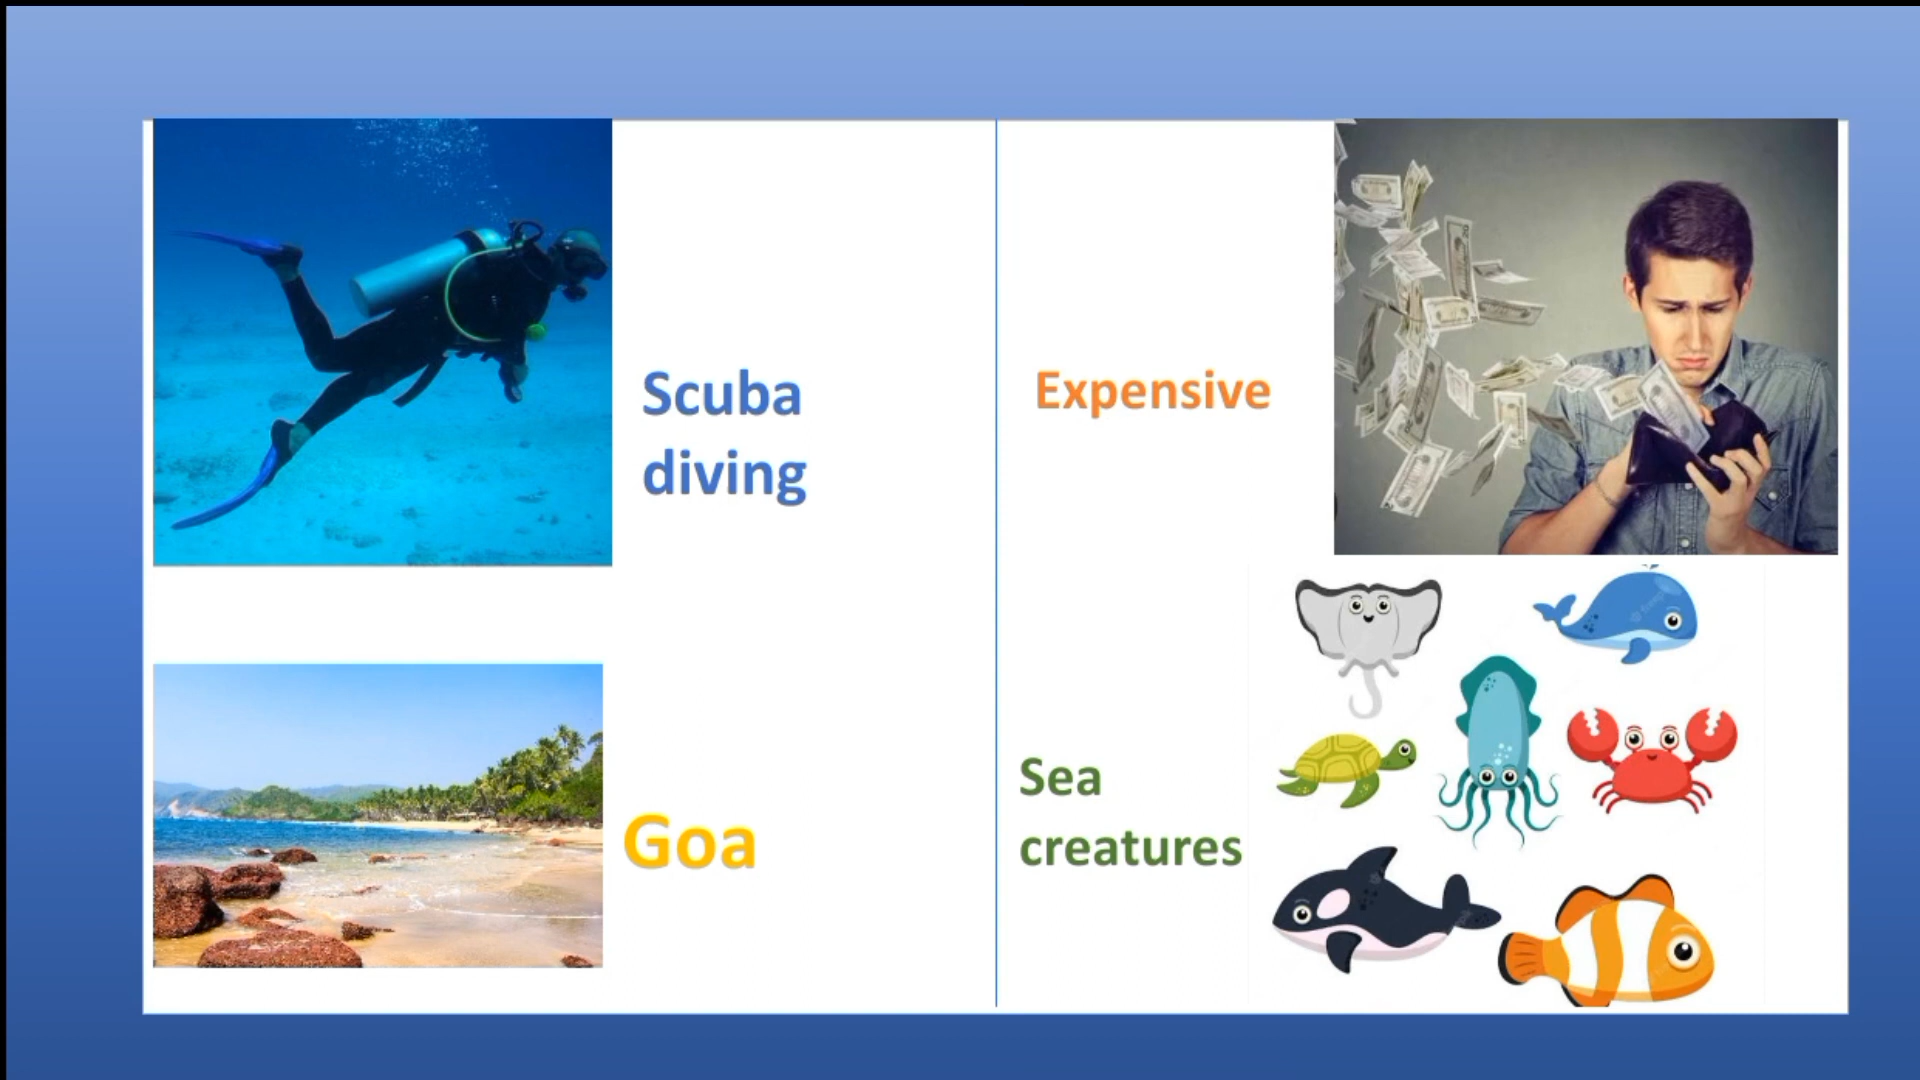 Scuba
diving
Expensive
Goa
Sea
creatures